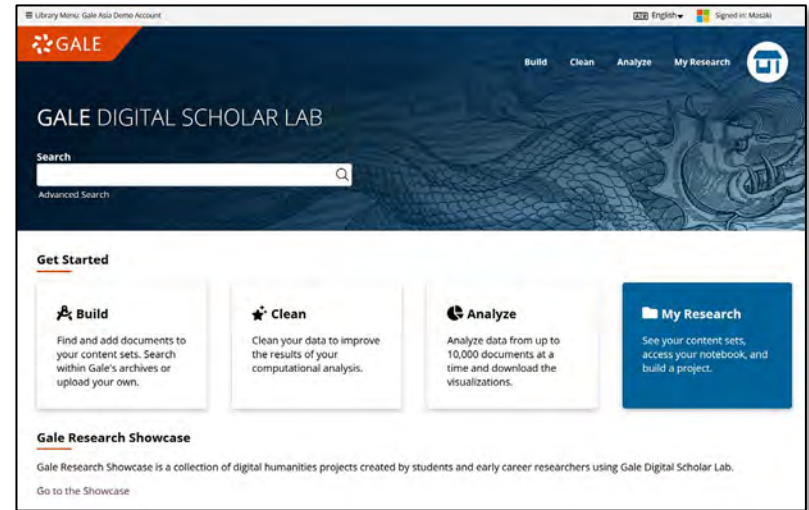 Library Menu: Gale Asia Demo Account
English
Signed in: Masaki
GALE
Build Clean Analyze My Research
GALE DIGITAL SCHOLAR LAB
Search
Advanced Search
Get Started
Build
Find and add documents to
your content sets. Search
within Gale's archives or
upload your own.
Clean
Clean your data to improve
the results of your
computational analysis.
Analyze
Analyze data from up to
10,000 documents at a
time and download the
visualizations.
My Research
See your content sets,
access your notebook, and
build a project.
Gale Research Showcase
Gale Research Showcase is a collection of digital humanities projects created by students and early career researchers using Gale Digital Scholar Lab.
Go to the Showcase